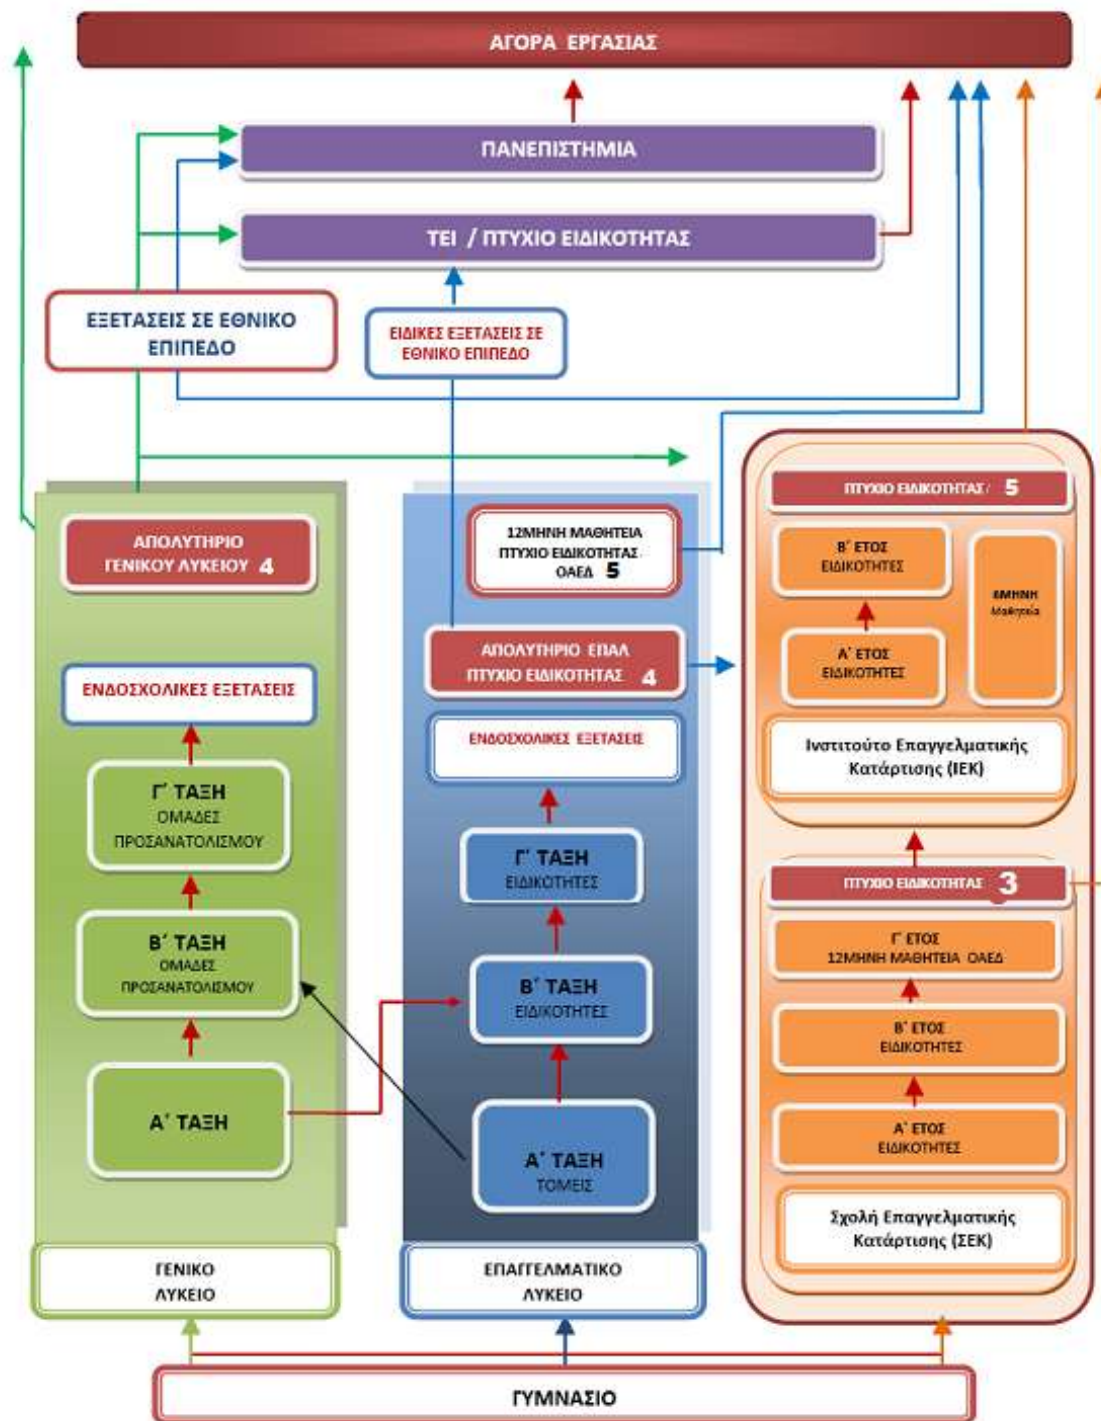 ΑΓΟΡΑ ΕΡΓΑΣΙΑΣ
ΠΑΝΕΠΙΣΤΗΜΙΑ
ΤΕΙ / ΠΤΥΧΙΟ ΕΙΔΙΚΟΤΗΤΑΣ
ΕΞΕΤΑΣΕΙΣ ΣΕ ΕΘΝΙΚΟ
ΕΠΙΠΕΔΟ
ΕΙΔΙΚΕΣ ΕΞΕΤΑΣΕΙΣ ΣΕ
ΕΘΝΙΚΟ ΕΠΙΠΕΔΟ
ΑΠΟΛΥΤΗΡΙΟ
ΓΕΝΙΚΟΥ ΛΥΚΕΙΟΥ 4
ΕΝΔΟΣΧΟΛΙΚΕΣ ΕΞΕΤΑΣΕΙΣ
Γ΄ ΤΑΞΗ
ΟΜΑΔΕΣ
ΠΡΟΣΑΝΑΤΟΛΙΣΜΟΥ
Β΄ ΤΑΞΗ
ΟΜΑΔΕΣ
ΠΡΟΣΑΝΑΤΟΛΙΣΜΟΥ
Α΄ ΤΑΞΗ
ΓΕΝΙΚΟ
ΛΥΚΕΙΟ
12ΜΗΝΗ ΜΑΘΗΤΕΙΑ
ΠΤΥΧΙΟ ΕΙΔΙΚΟΤΗΤΑΣ
ΟΑΕΔ 5
ΑΠΟΛΥΤΗΡΙΟ ΕΠΑΛ
ΠΤΥΧΙΟ ΕΙΔΙΚΟΤΗΤΑΣ 4
ΕΝΔΟΣΧΟΛΙΚΕΣ ΕΞΕΤΑΣΕΙΣ
Γ΄ ΤΑΞΗ
ΕΙΔΙΚΟΤΗΤΕΣ
Β΄ ΤΑΞΗ
ΕΙΔΙΚΟΤΗΤΕΣ
Α΄ ΤΑΞΗ
ΤΟΜΕΙΣ
ΕΠΑΓΓΕΛΜΑΤΙΚΟ
ΛΥΚΕΙΟ
ΠΤΥΧΙΟ ΕΙΔΙΚΟΤΗΤΑΣ 5
Β΄ ΕΤΟΣ
ΕΙΔΙΚΟΤΗΤΕΣ
6ΜΗΝΗ
Μαθητεία
Α΄ ΕΤΟΣ
ΕΙΔΙΚΟΤΗΤΕΣ
Ινστιτούτο Επαγγελματικής
Κατάρτισης (ΙΕΚ)
ΠΤΥΧΙΟ ΕΙΔΙΚΟΤΗΤΑΣ 3
Γ΄ ΕΤΟΣ
12ΜΗΝΗ ΜΑΘΗΤΕΙΑ ΟΑΕΔ
Β΄ ΕΤΟΣ
ΕΙΔΙΚΟΤΗΤΕΣ
Α΄ ΕΤΟΣ
ΕΙΔΙΚΟΤΗΤΕΣ
Σχολή Επαγγελματικής
Κατάρτισης (ΣΕΚ)
ΓΥΜΝΑΣΙΟ